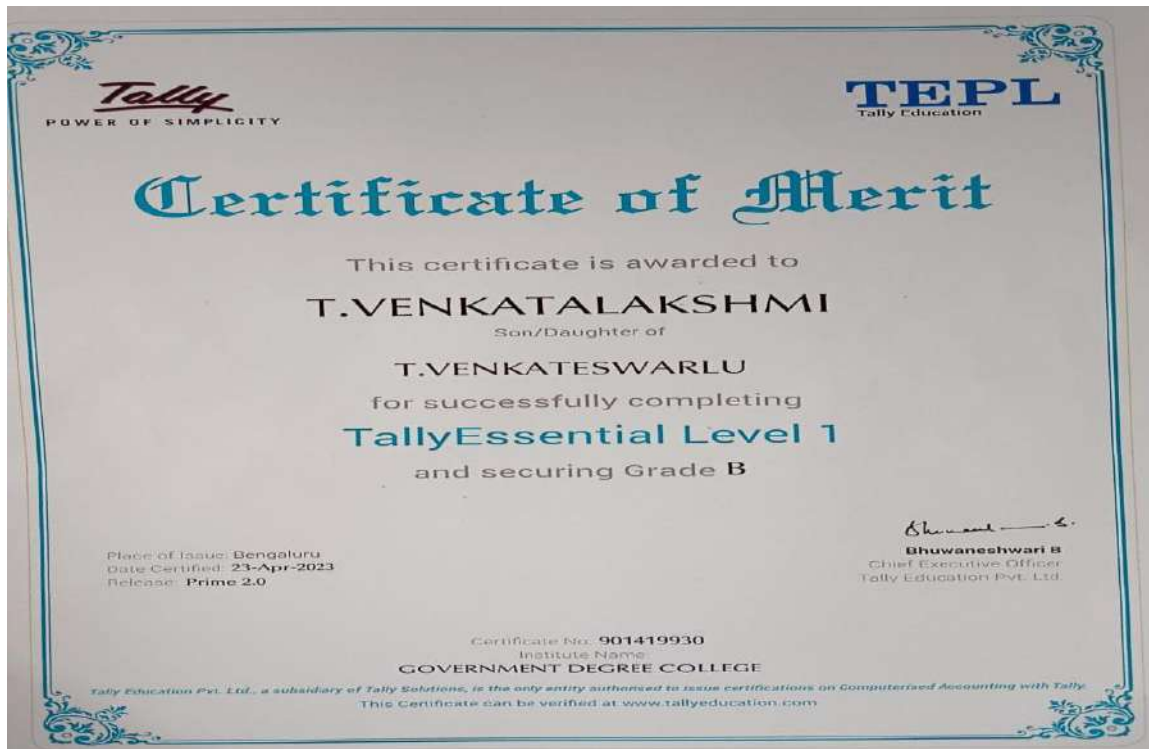 Tally
POWER OF SIMPLICITY
TEPL
Tally Education
Certificate of Merit
This certificate is awarded to
T.VENKATALAKSHMI
Son/Daughter of
T.VENKATESWARLU
for successfully completing
TallyEssential Level 1
and securing Grade B
Place of Issue: Bengaluru
Date Certified: 23-Apr-2023
Release: Prime 2.0
Bhuwaneshwari B
Chief Executive Officer
Tally Education Pvt. Ltd.
Certificate No: 901419930
Institute Name:
GOVERNMENT DEGREE COLLEGE
Tally Education Pvt. Ltd., a subsidiary of Tally Solutions, is the only entity authorised to issue certifications on Computerised Accounting with Tally.
This Certificate can be verified at www.tallyeducation.com